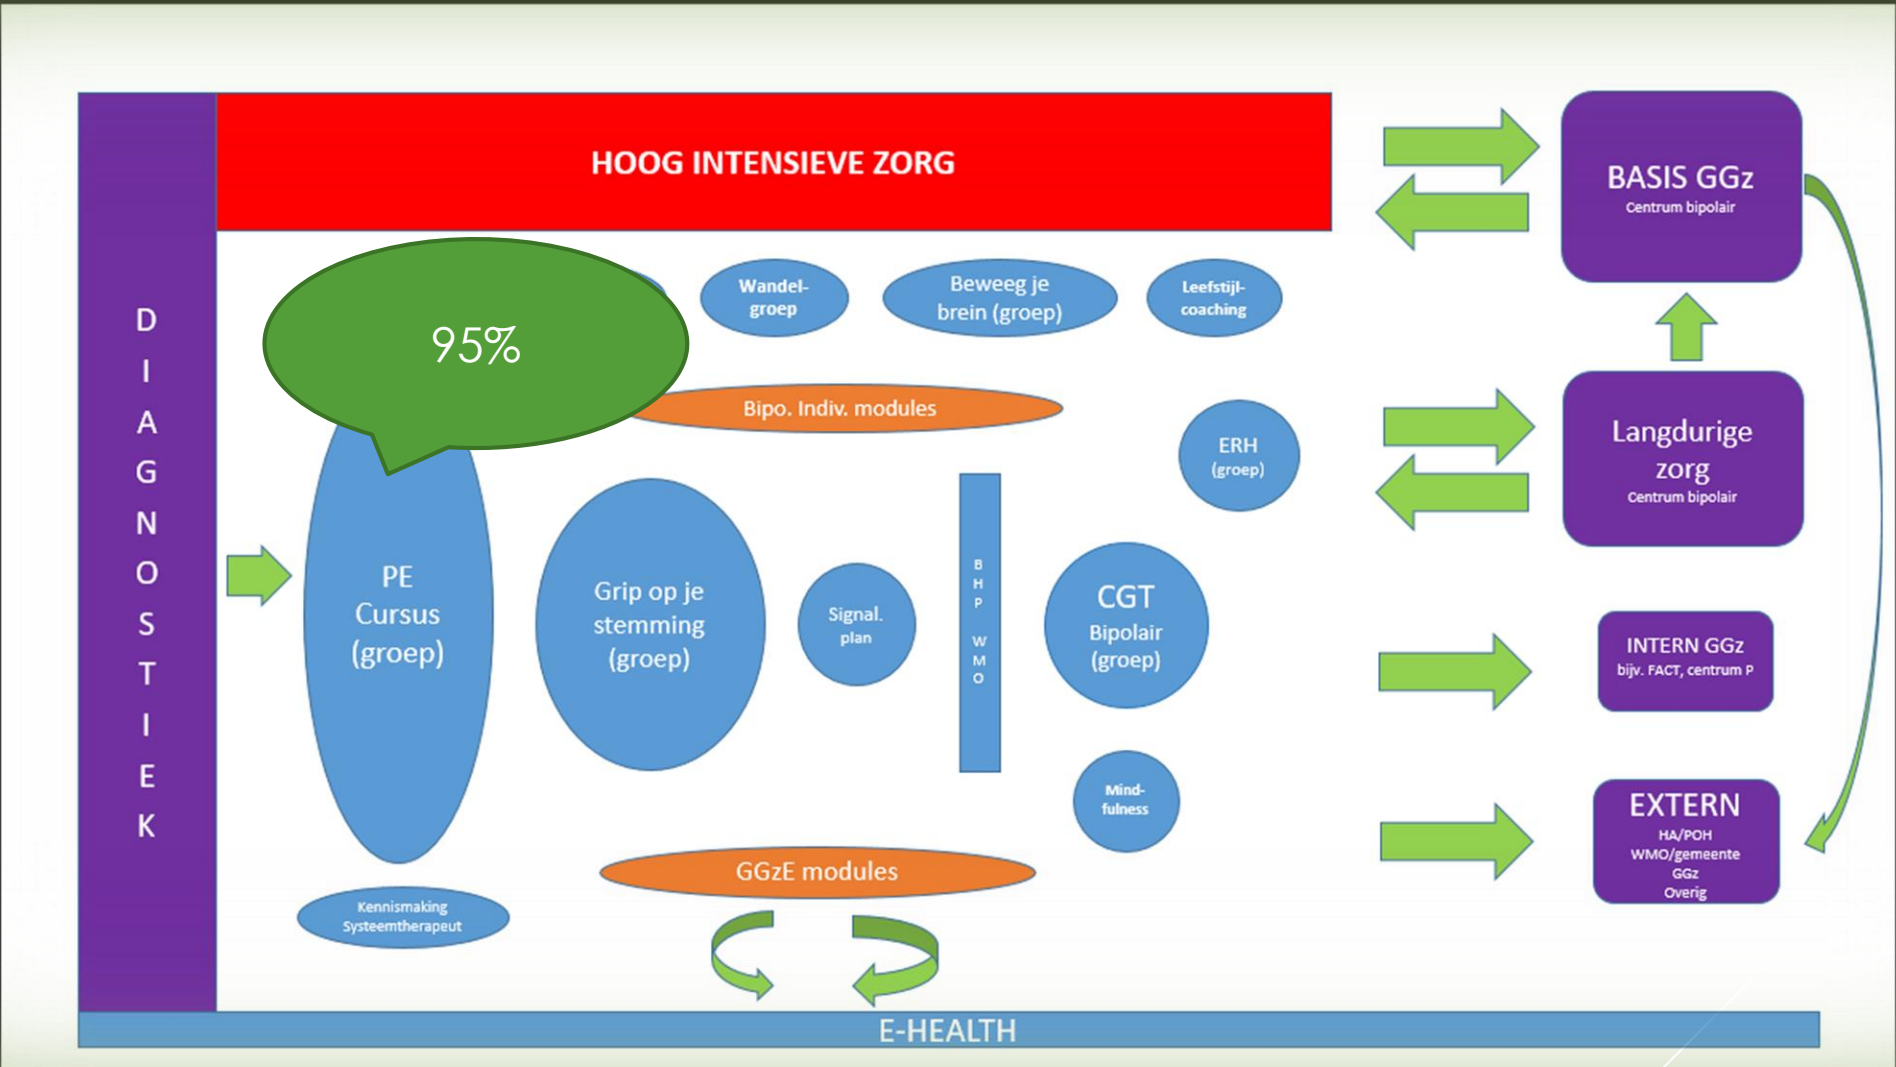 DIAGNOSTIEK
HOOG INTENSIEVE ZORG
95%
Wandel-
groep
Beweeg je
brein (groep)
Leefstijl-
coaching
Bipo. Indiv. modules
ERH
(groep)
PE
Cursus
(groep)
Grip op je
stemming
(groep)
Signal.
plan
BHP WMO
CGT
Bipolair
(groep)
Mind-
fulness
GGzE modules
Kennismaking
Systeemtherapeut
BASIS GGz
Centrum bipolair
Langdurige
zorg
Centrum bipolair
INTERN GGz
bijv. FACT, centrum P
EXTERN
HA/POH
WMO/gemeente
GGz
Overig
E-HEALTH